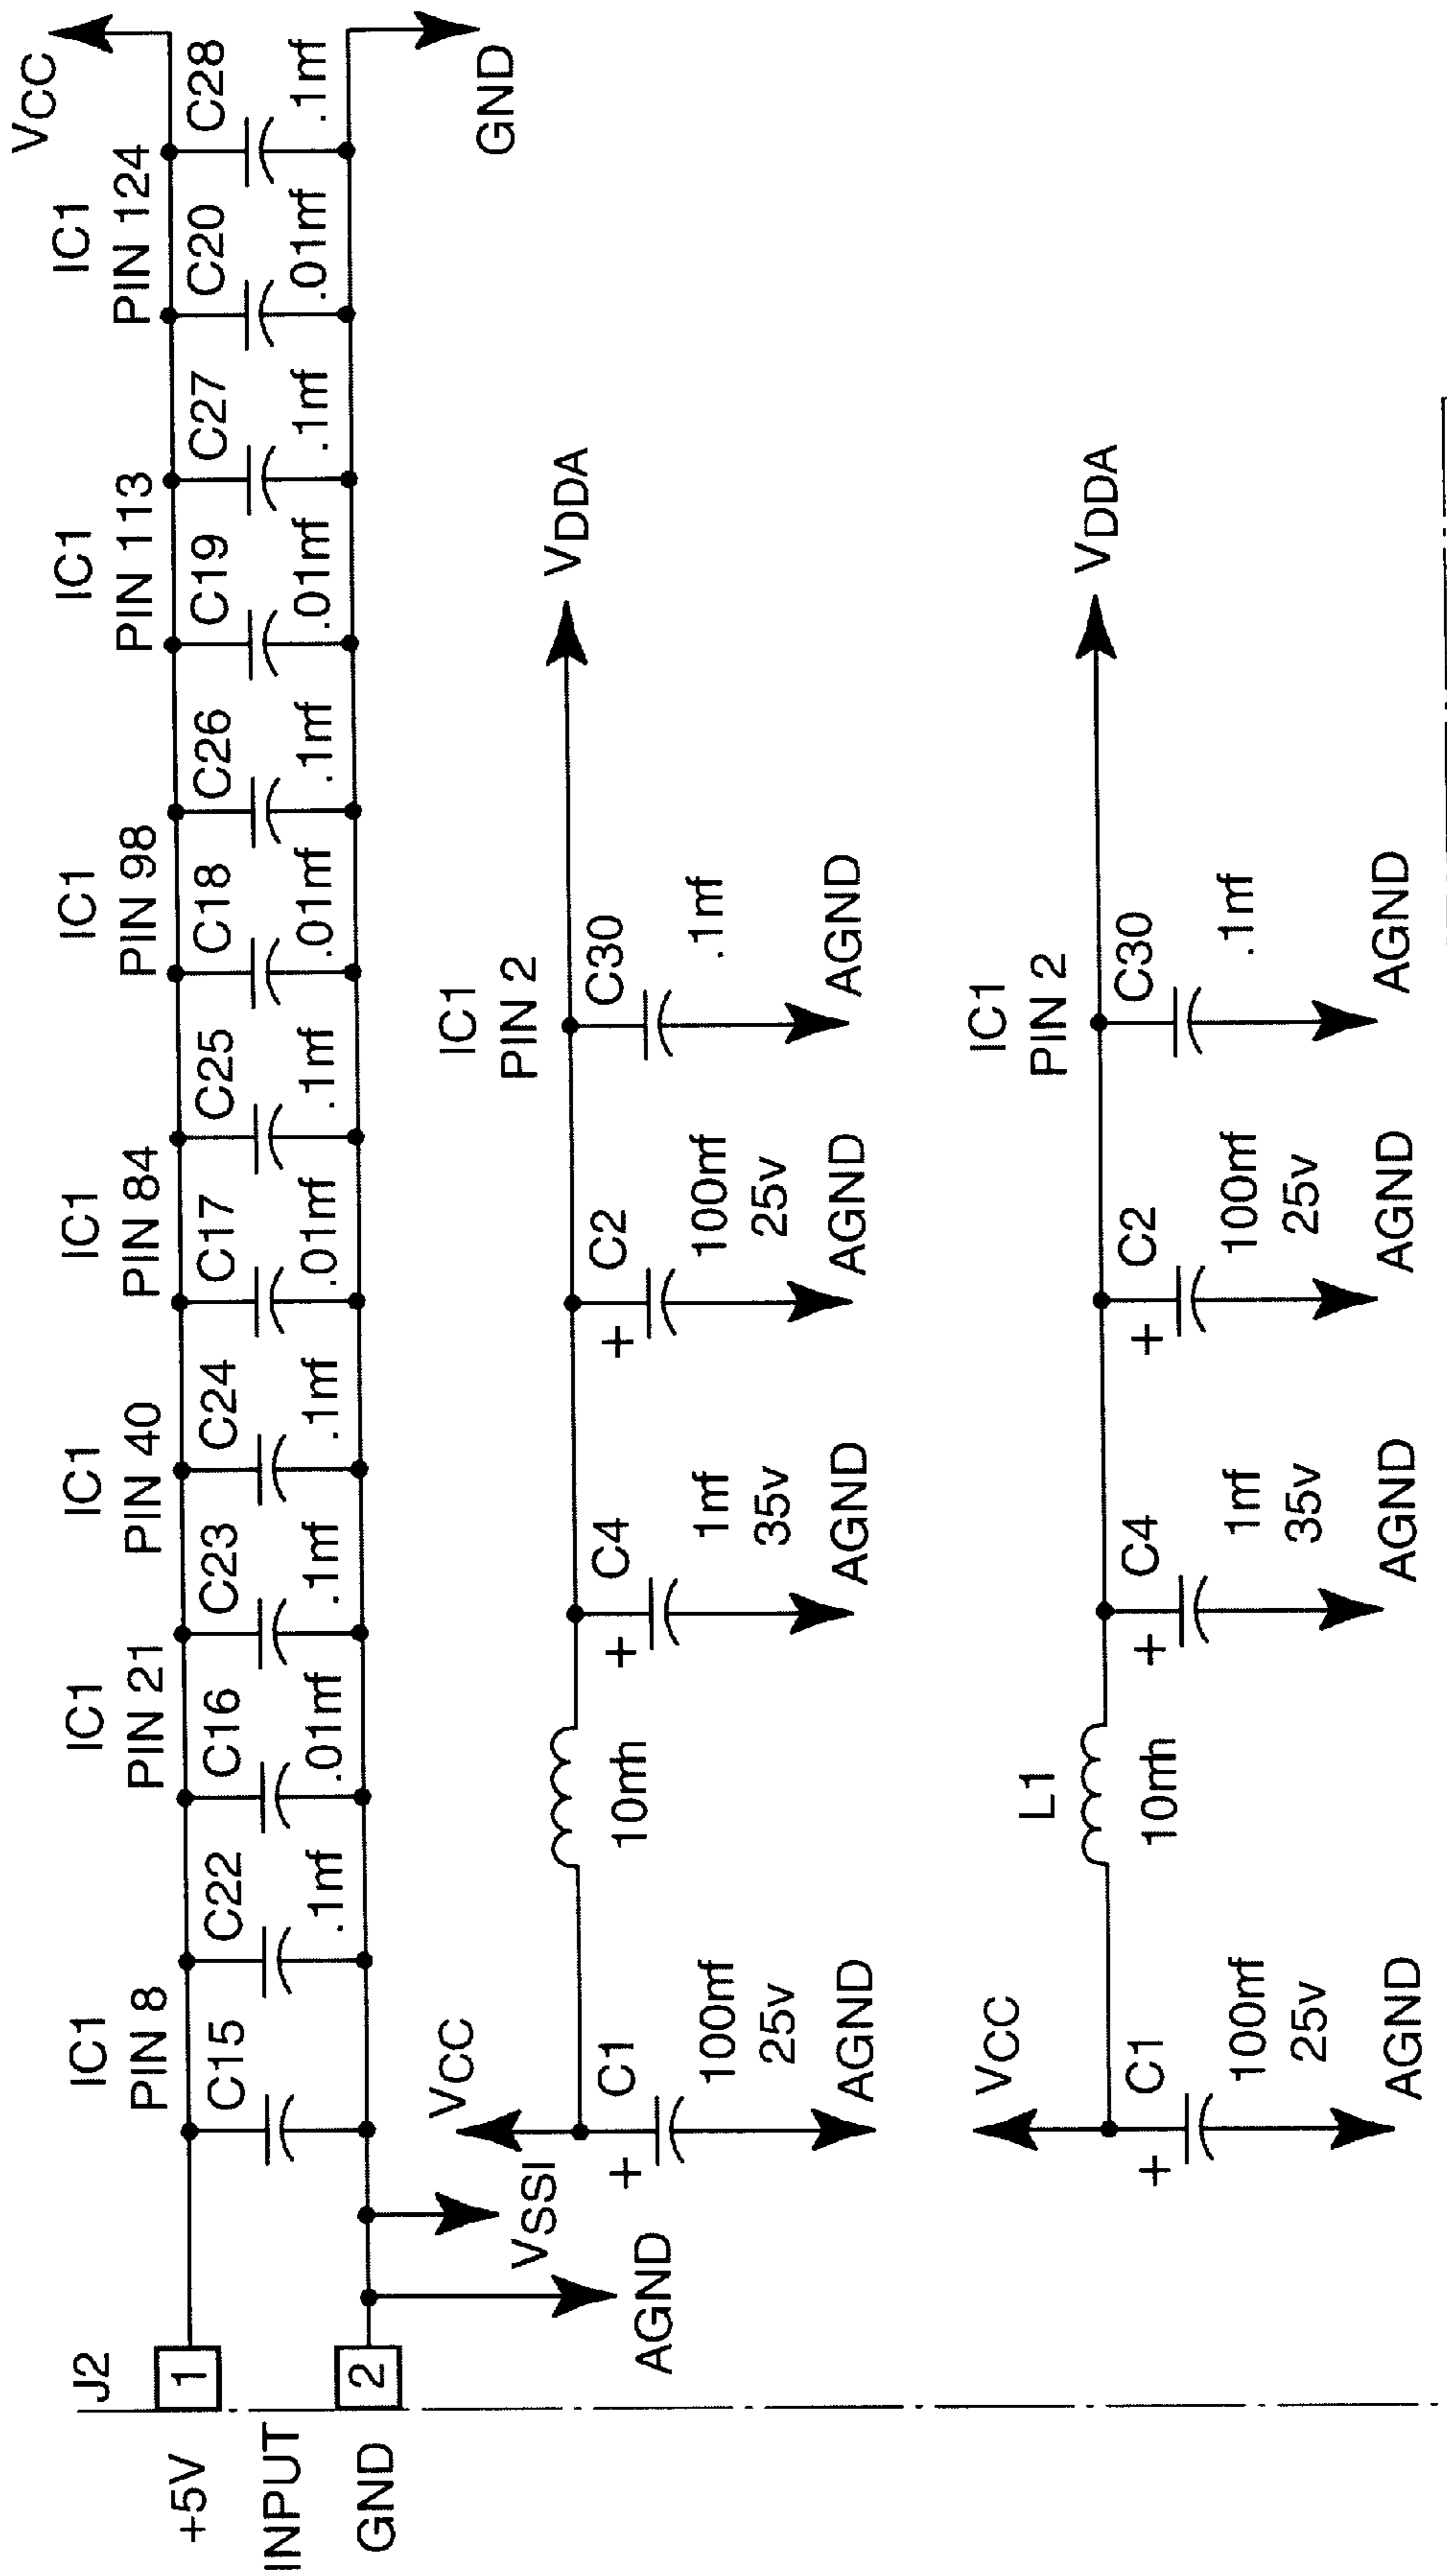 J2
+5V
1
INPUT
GND
2
IC1
PIN 8
C15
C22
.1mf
IC1
PIN 21
C16
.01mf
C23
.1mf
IC1
PIN 40
C24
.1mf
IC1
PIN 84
C17
.01mf
C25
.1mf
IC1
PIN 98
C18
.01mf
C26
.1mf
IC1
PIN 113
C19
.01mf
C27
.1mf
IC1
PIN 124
C20
.01mf
C28
.1mf
VCC
GND
AGND
VSSI
VCC
+
C1
100mf
25v
AGND
10mh
+
C4
1mf
35v
AGND
+
C2
100mf
25v
AGND
IC1
PIN 2
C30
.1mf
AGND
VDDA
VCC
+
C1
100mf
25v
AGND
L1
10mh
+
C4
1mf
35v
AGND
+
C2
100mf
25v
AGND
IC1
PIN 2
C30
.1mf
AGND
VDDA